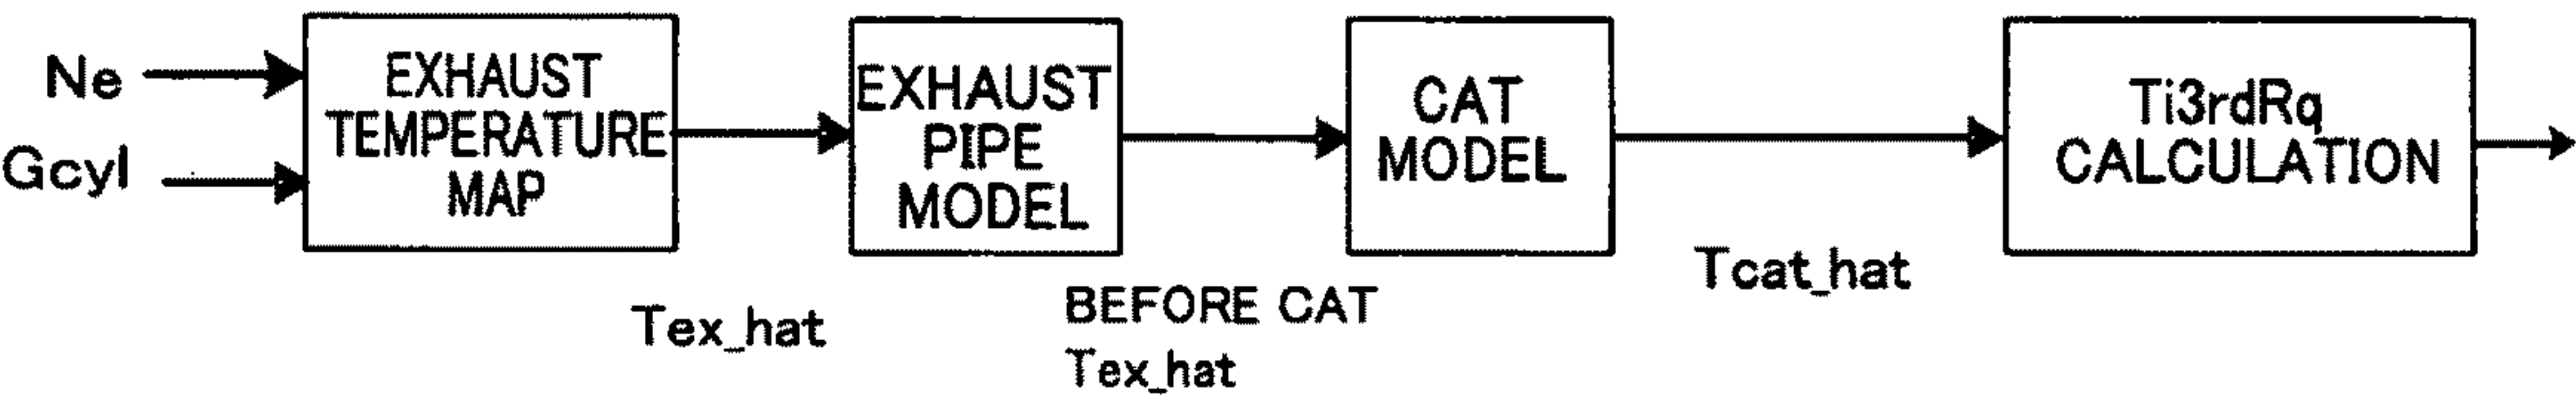 Ne
Gcyl
EXHAUST
TEMPERATURE
MAP
Tex_hat
EXHAUST
PIPE
MODEL
BEFORE CAT
Tex_hat
CAT
MODEL
Tcat_hat
Ti3rdRq
CALCULATION